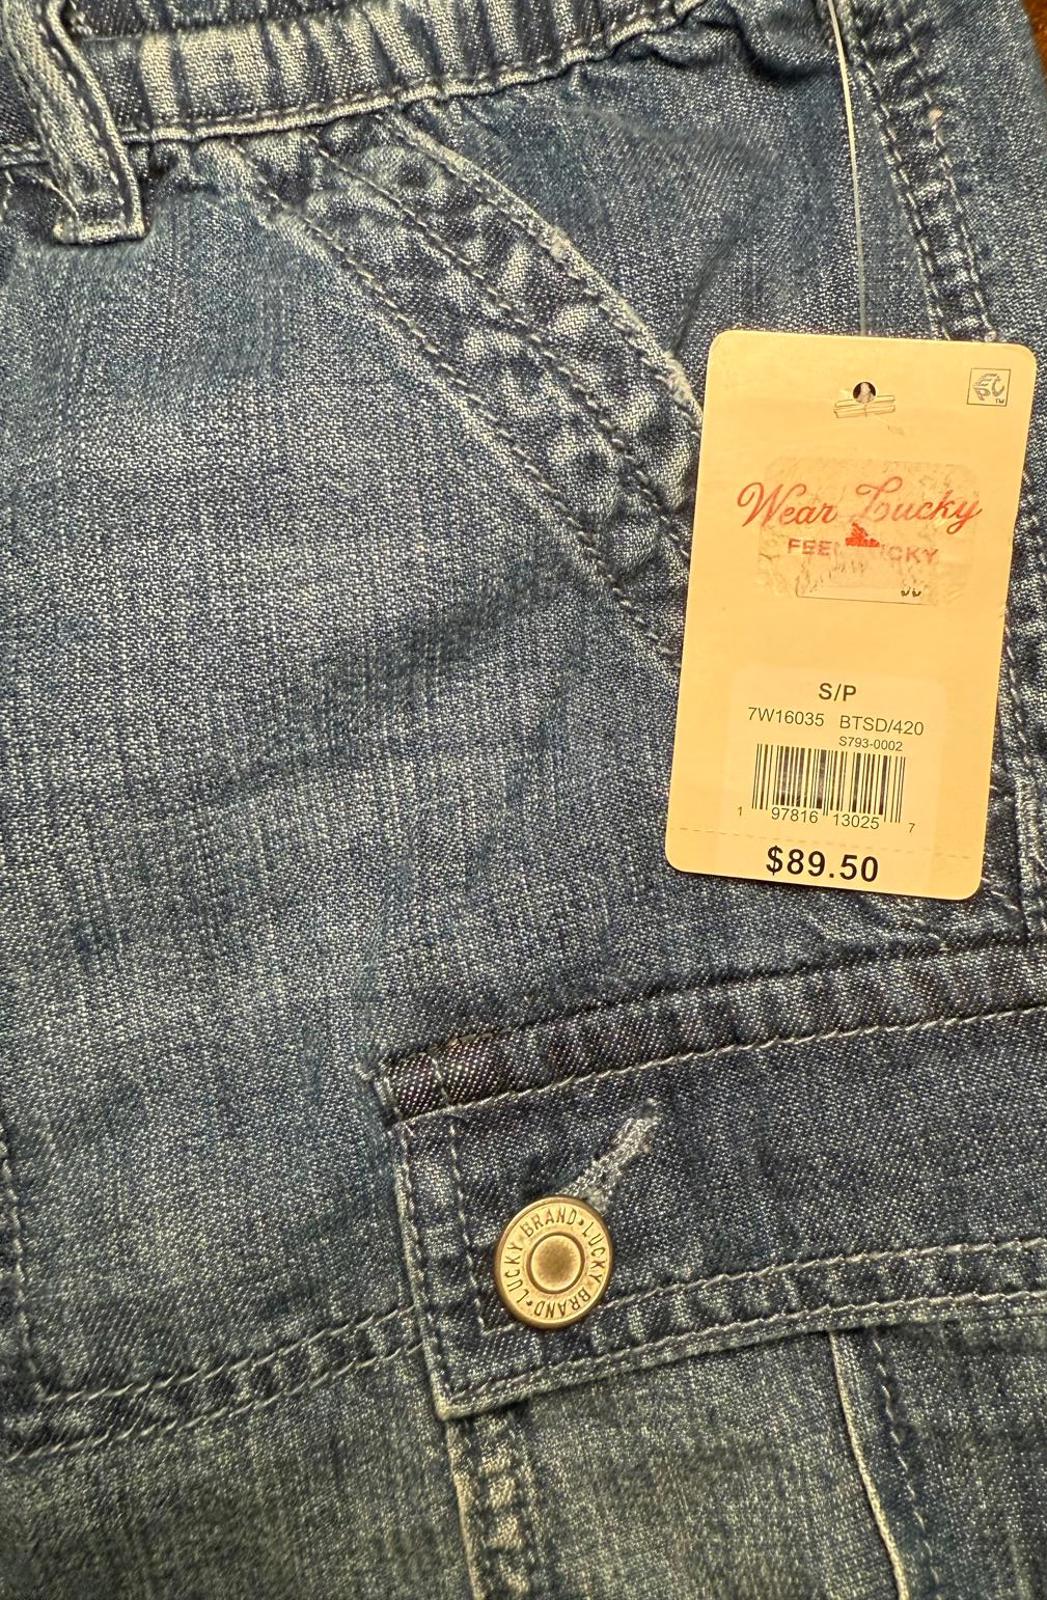 Wear Lucky
S/P
7W16035 BTSD/420
S793-0002
1 97816 13025 7
$89.50
LUCKY BRAND • LUCKY BRAND •